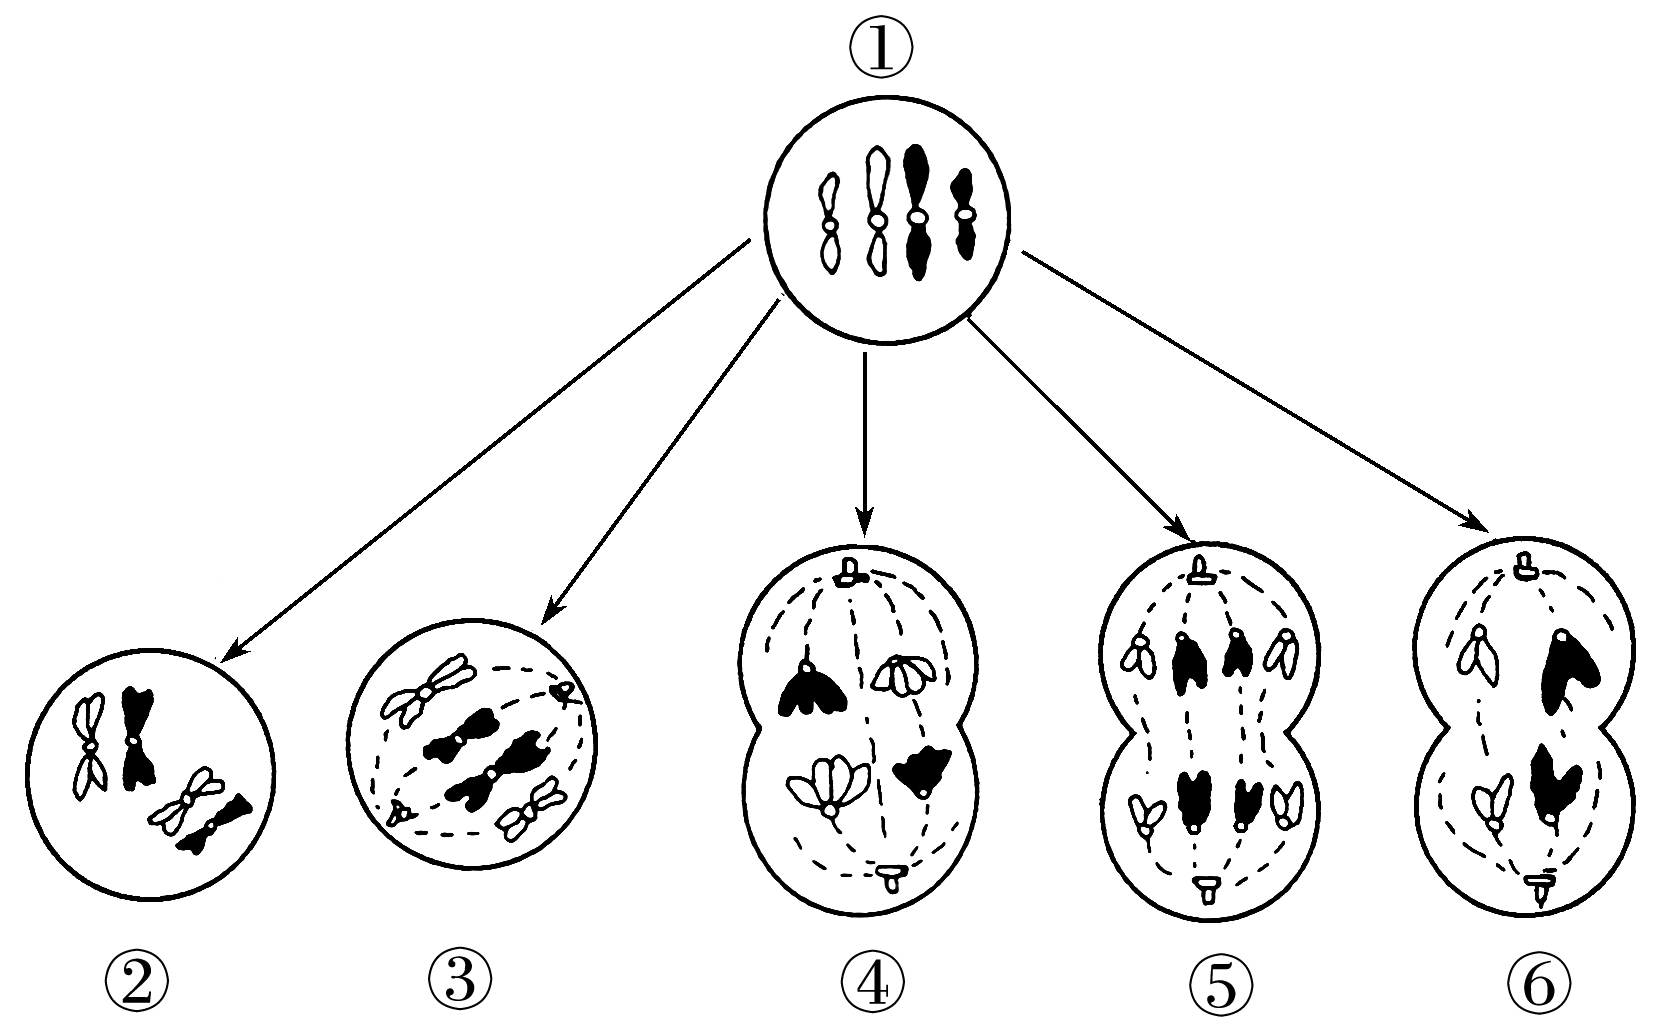 ①
② ③ ④ ⑤ ⑥